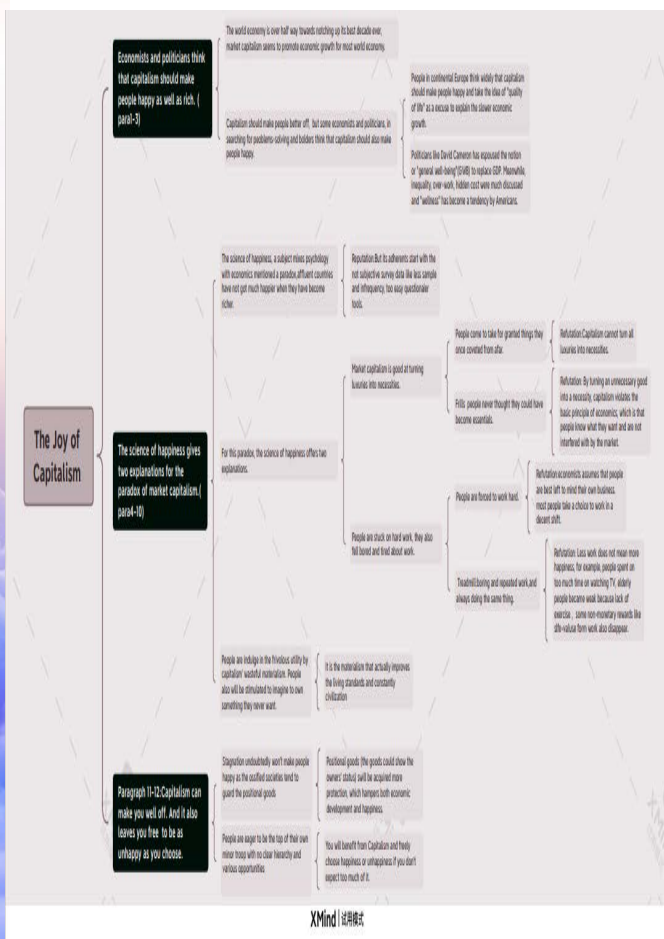 The Joy of
Capitalism
Economists and politicians think
that capitalism should make
people happy as well as rich. (
para1-3)
The world economy is over half way towards notching up its best decade ever,
market capitalism seems to promote economic growth for most world economy.
Capitalism should make people better off, but some economists and politicians, in
searching for peoblems-solving and bolders think that capitalism should also make
people happy.
People in continental Europe think widely that capitalism
should make people happy and take the idea of "quality
of life" as a excuse to explain the slower economic
growth.
Politicians like David Cameron has espoused the notion
or "general well-being"(GWB) to replace GDP. Meanwhile,
inequality, over-work, hidden cost were much discussed
and "wellness" has become a tendency by Americans.
The science of happiness gives
two explanations for the
paradox of market capitalism.(
para4-10)
The science of happiness, a subject mixes psychology
with economics mentioned a paradox,affluent countries
have not got much happier when they have become
richer.
Reputation:But its adherents start with the
not subjective survey data like less sample
and infrequency, too easy questionaier
tools.
For this paradox, the science of happiness offers two
explanations.
Market capitalism is good at turning
luxuries into necessities.
People come to take for granted things they
once coveted from afar.
Refutation:Capitalism cannot turn all
luxuries into necessities.
Frills people never thought they could have
become essentials.
Refutation: By turning an unnecessary good
into a necessity, capitalism violates the
basic principle of economics, which is that
people know what they want and are not
interfered with by the market.
People are stuck on hard work, they also
fell bored and tired about work.
People are forced to work hard.
Refutation:economists assumes that people
are best left to mind their own business.
most people take a choice to work in a
decent shift.
Treadmill:boring and repeated work,and
always doing the same thing.
Refutation: Less work does not mean more
happiness, for example, people spent on
too much time on watching TV, elderly
people became weak because lack of
exercise , some non-monetary rewards like
slfe-valuse form work also disappear.
People are indulge in the frivolous utility by
capitalism' wasteful materialism. People
also will be stimulated to imagine to own
something they never want.
It is the materialism that actually improves
the living standards and constantly
civilization
Paragraph 11-12:Capitalism can
make you well off. And it also
leaves you free to be as
unhappy as you choose.
Stagnation undoubtedly won't make people
happy as the ossified societies tend to
guard the positional goods
Positional goods (the goods could show the
owners' status) swill be acquired more
protection, which hampers both economic
development and happiness.
People are eager to be the top of their own
minor troop with no clear hierarchy and
various opportunities
You will benefit from Capitalism and freely
choose happiness or unhappiness if you don't
expect too much of it.
XMind | 试用模式